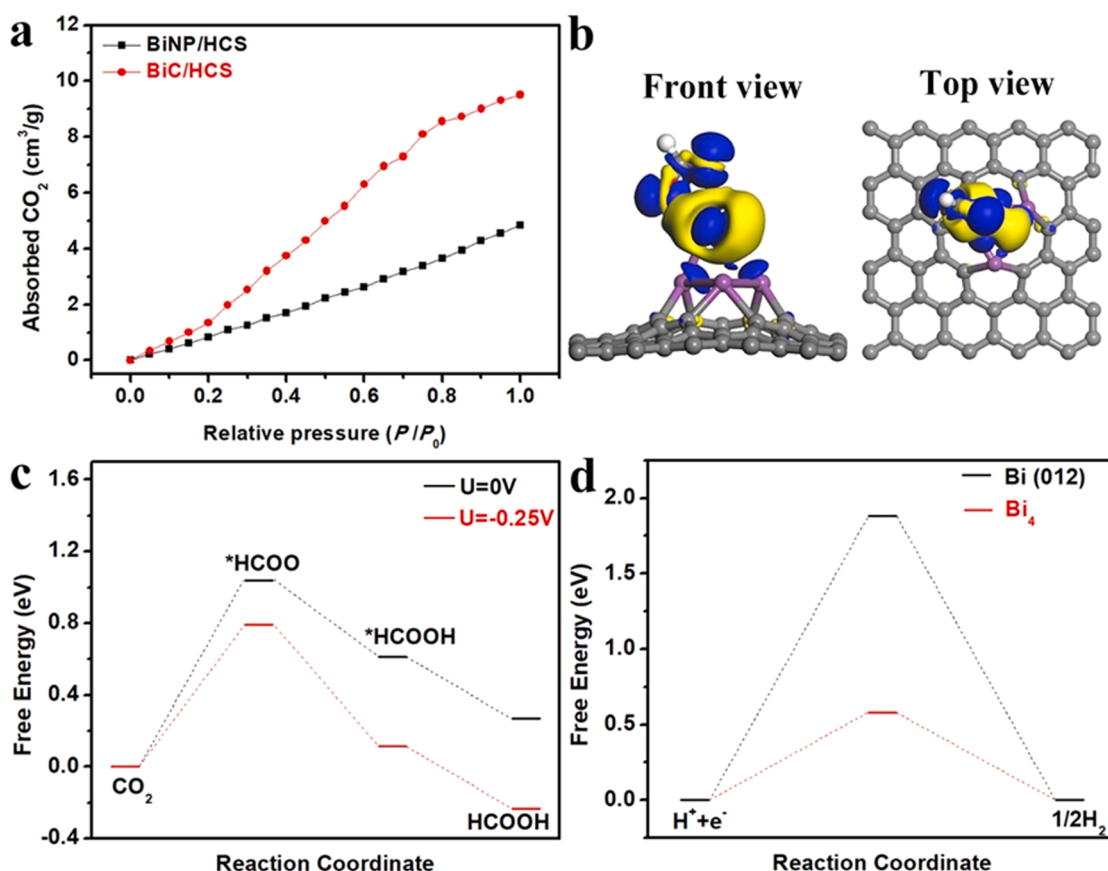 a
BiNP/HCS
BiC/HCS
Absorbed CO₂ (cm³/g)
12
10
8
6
4
2
0
0.0 0.2 0.4 0.6 0.8 1.0
Relative pressure (P/P₀)
b
Front view
Top view
c
U=0V
U=-0.25V
Free Energy (eV)
1.6
1.2
0.8
0.4
0.0
-0.4
*HCOO
*HCOOH
CO₂
HCOOH
Reaction Coordinate
d
Bi (012)
Bi₄
Free Energy (eV)
2.0
1.5
1.0
0.5
0.0
H⁺+e⁻
1/2H₂
Reaction Coordinate